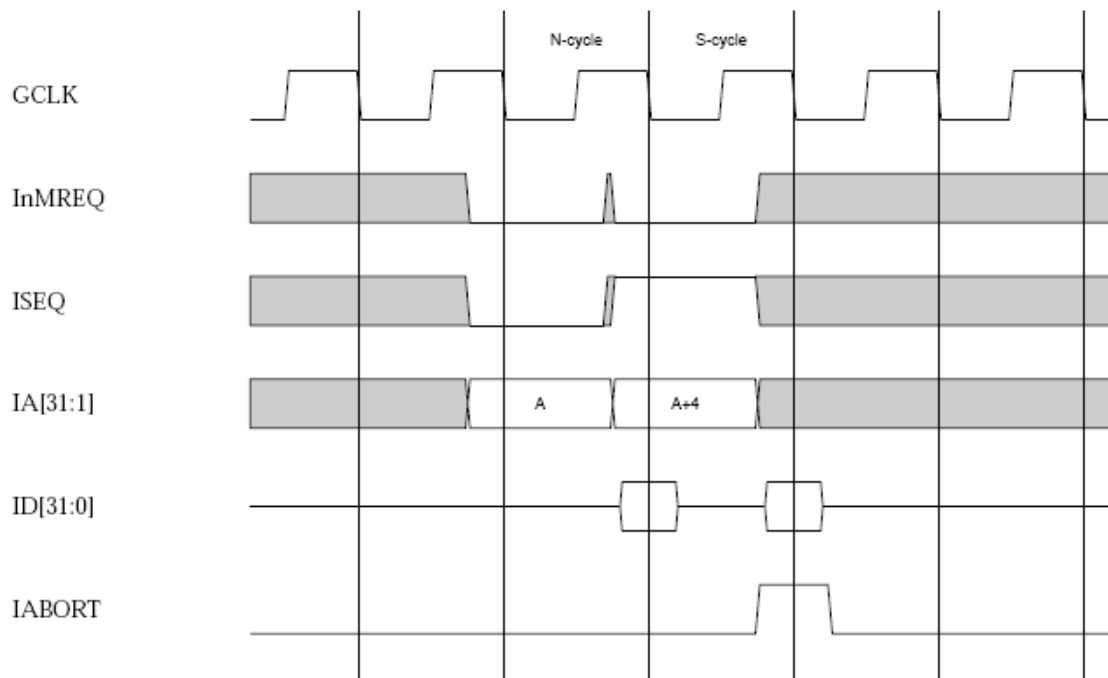 N-cycle S-cycle
GCLK
InMREQ
ISEQ
IA[31:1] A A+4
ID[31:0]
IABORT